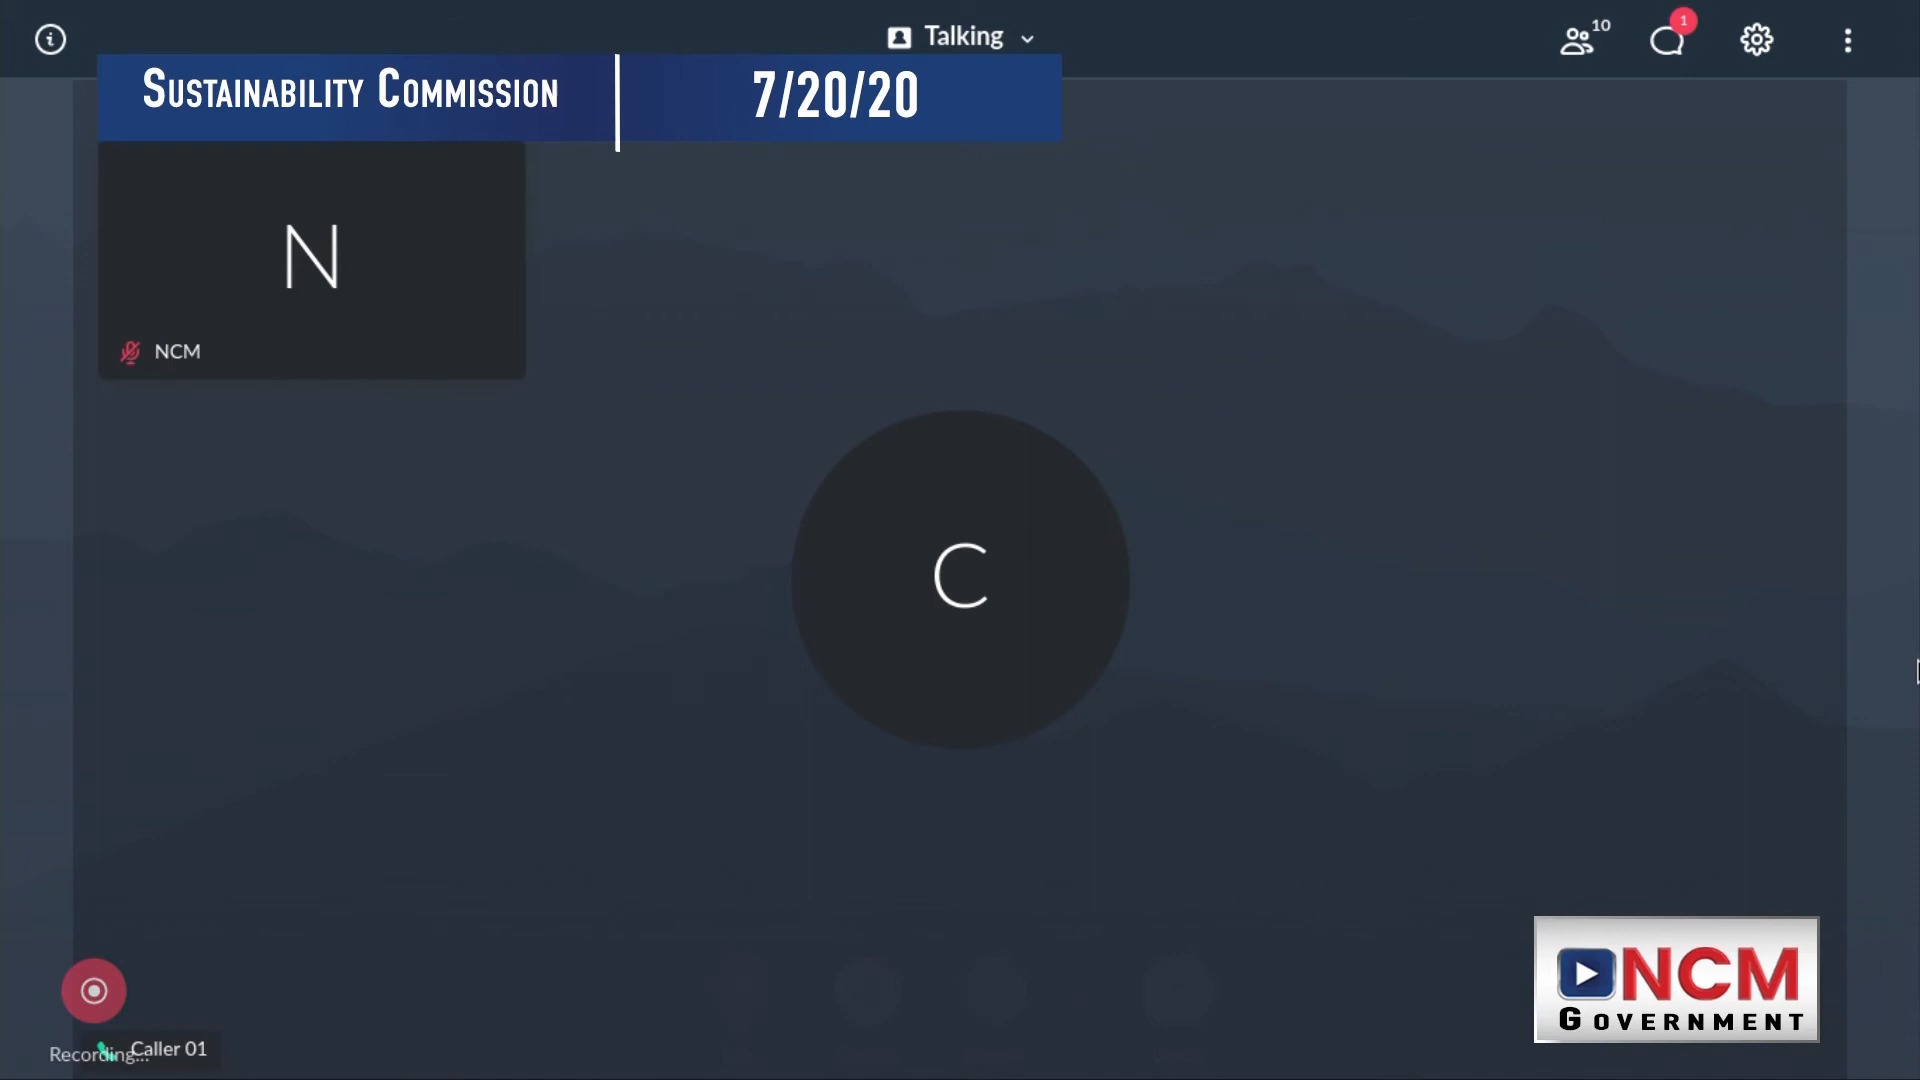 Talking
10
1
Sustainability Commission
7/20/20
N
NCM
C
NCM
Government
Caller 01
Recording...